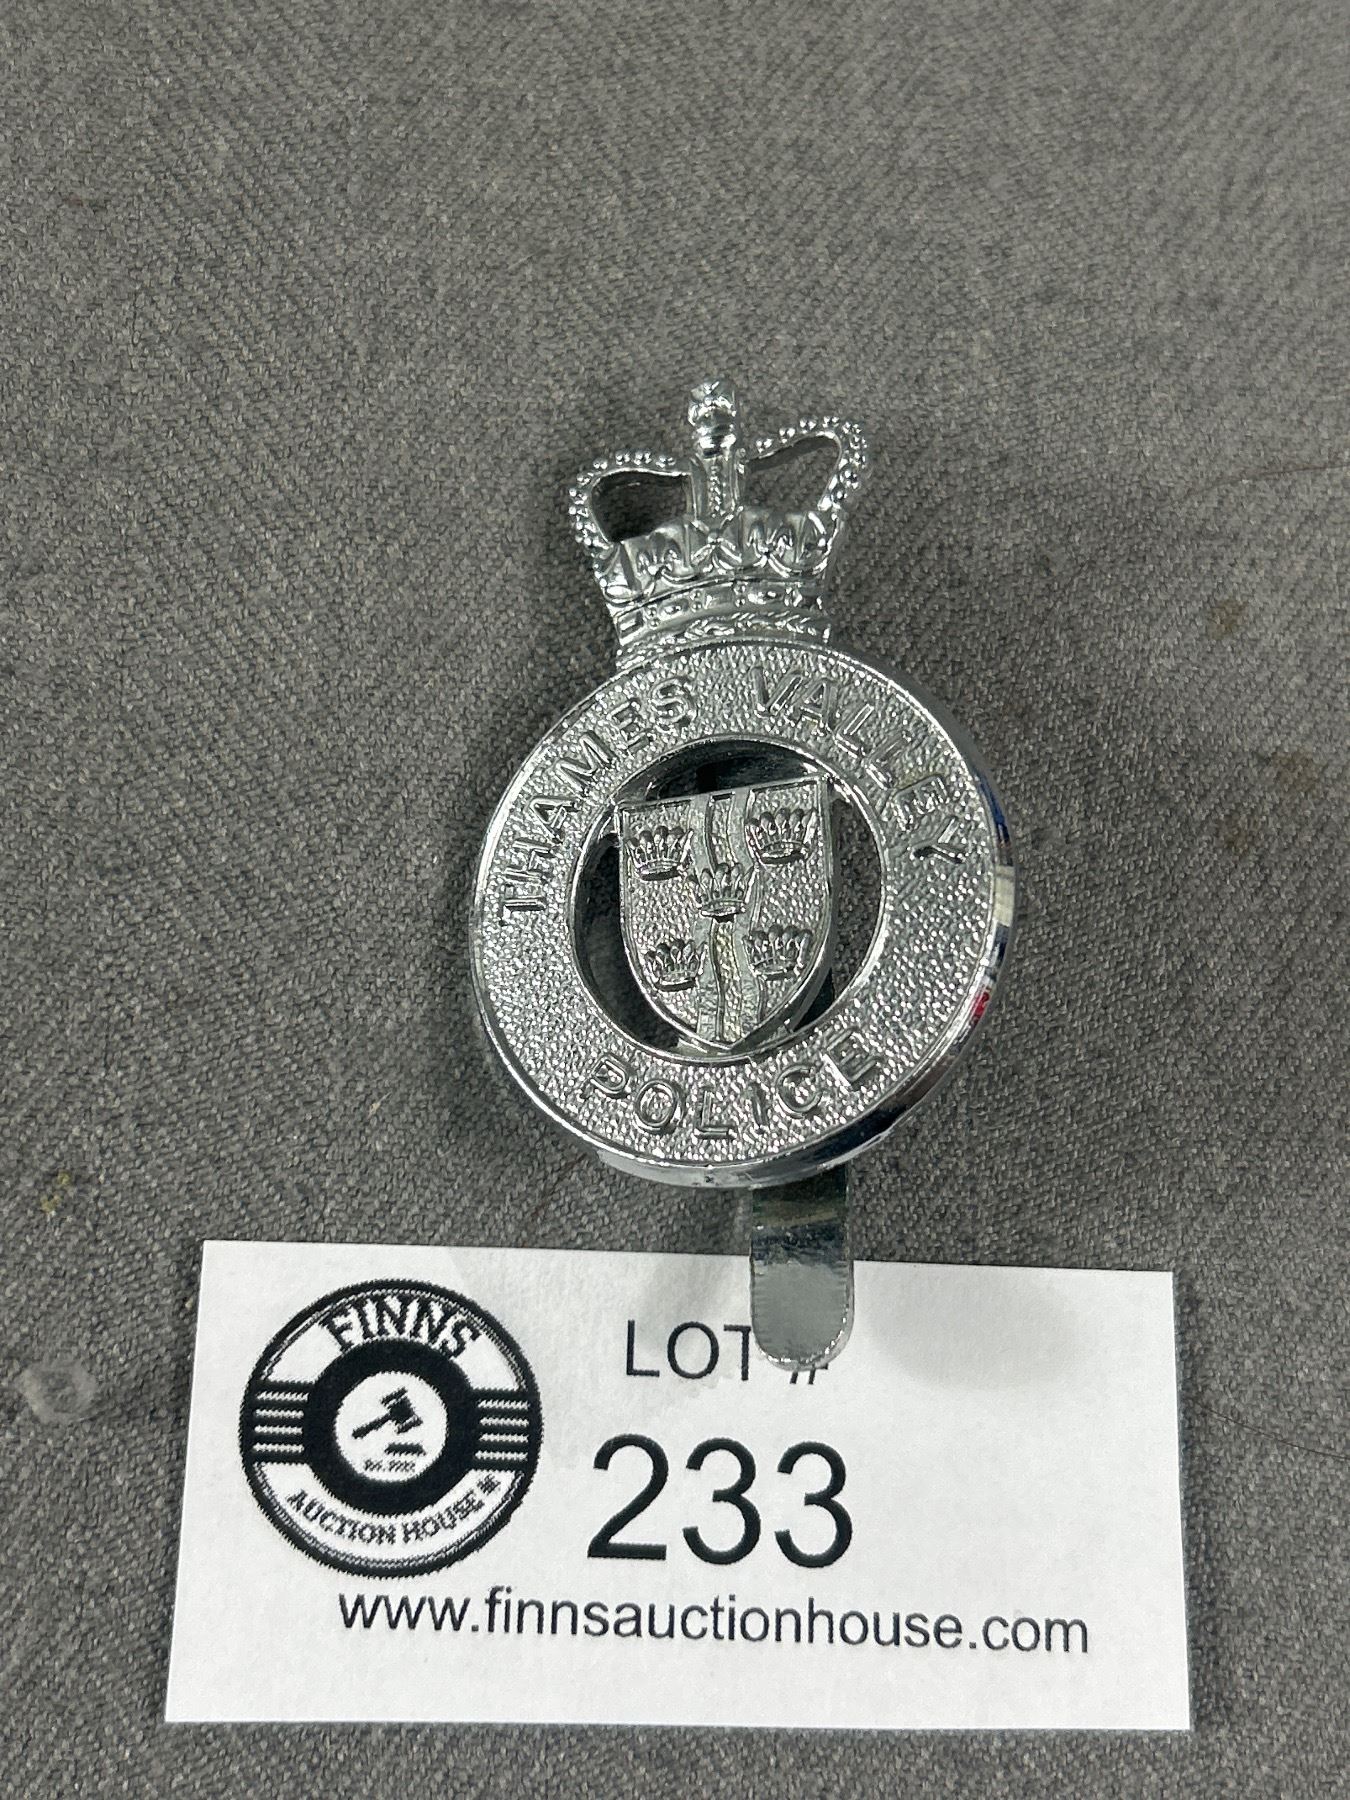 THAMES VALLEY
POLICE
FINNS
AUCTION HOUSE
LOT #
233
www.finnsauctionhouse.com